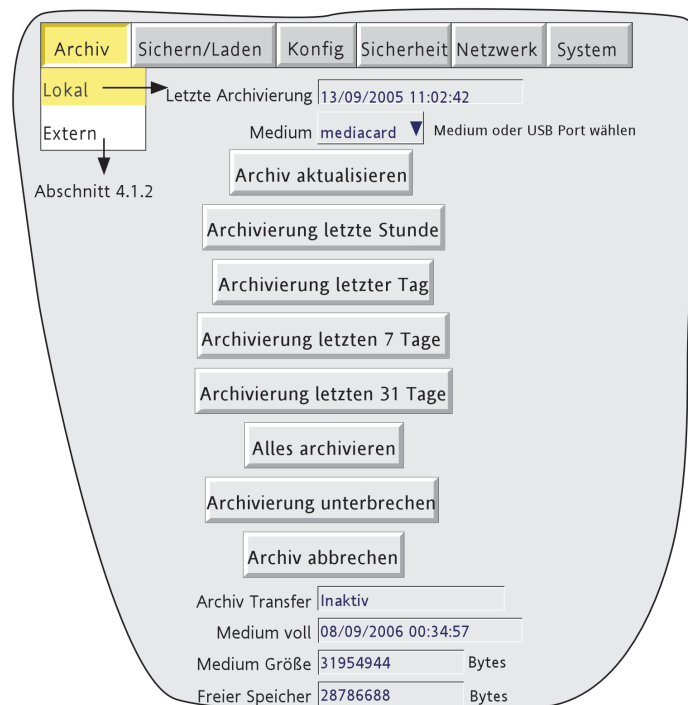 Archiv Sichern/Laden Konfig Sicherheit Netzwerk System
Lokal
Letzte Archivierung 13/09/2005 11:02:42
Extern
Medium mediacard Medium oder USB Port wählen
Abschnitt 4.1.2
Archiv aktualisieren
Archivierung letzte Stunde
Archivierung letzter Tag
Archivierung letzten 7 Tage
Archivierung letzten 31 Tage
Alles archivieren
Archivierung unterbrechen
Archiv abbrechen
Archiv Transfer Inaktiv
Medium voll 08/09/2006 00:34:57
Medium Größe 31954944 Bytes
Freier Speicher 28786688 Bytes